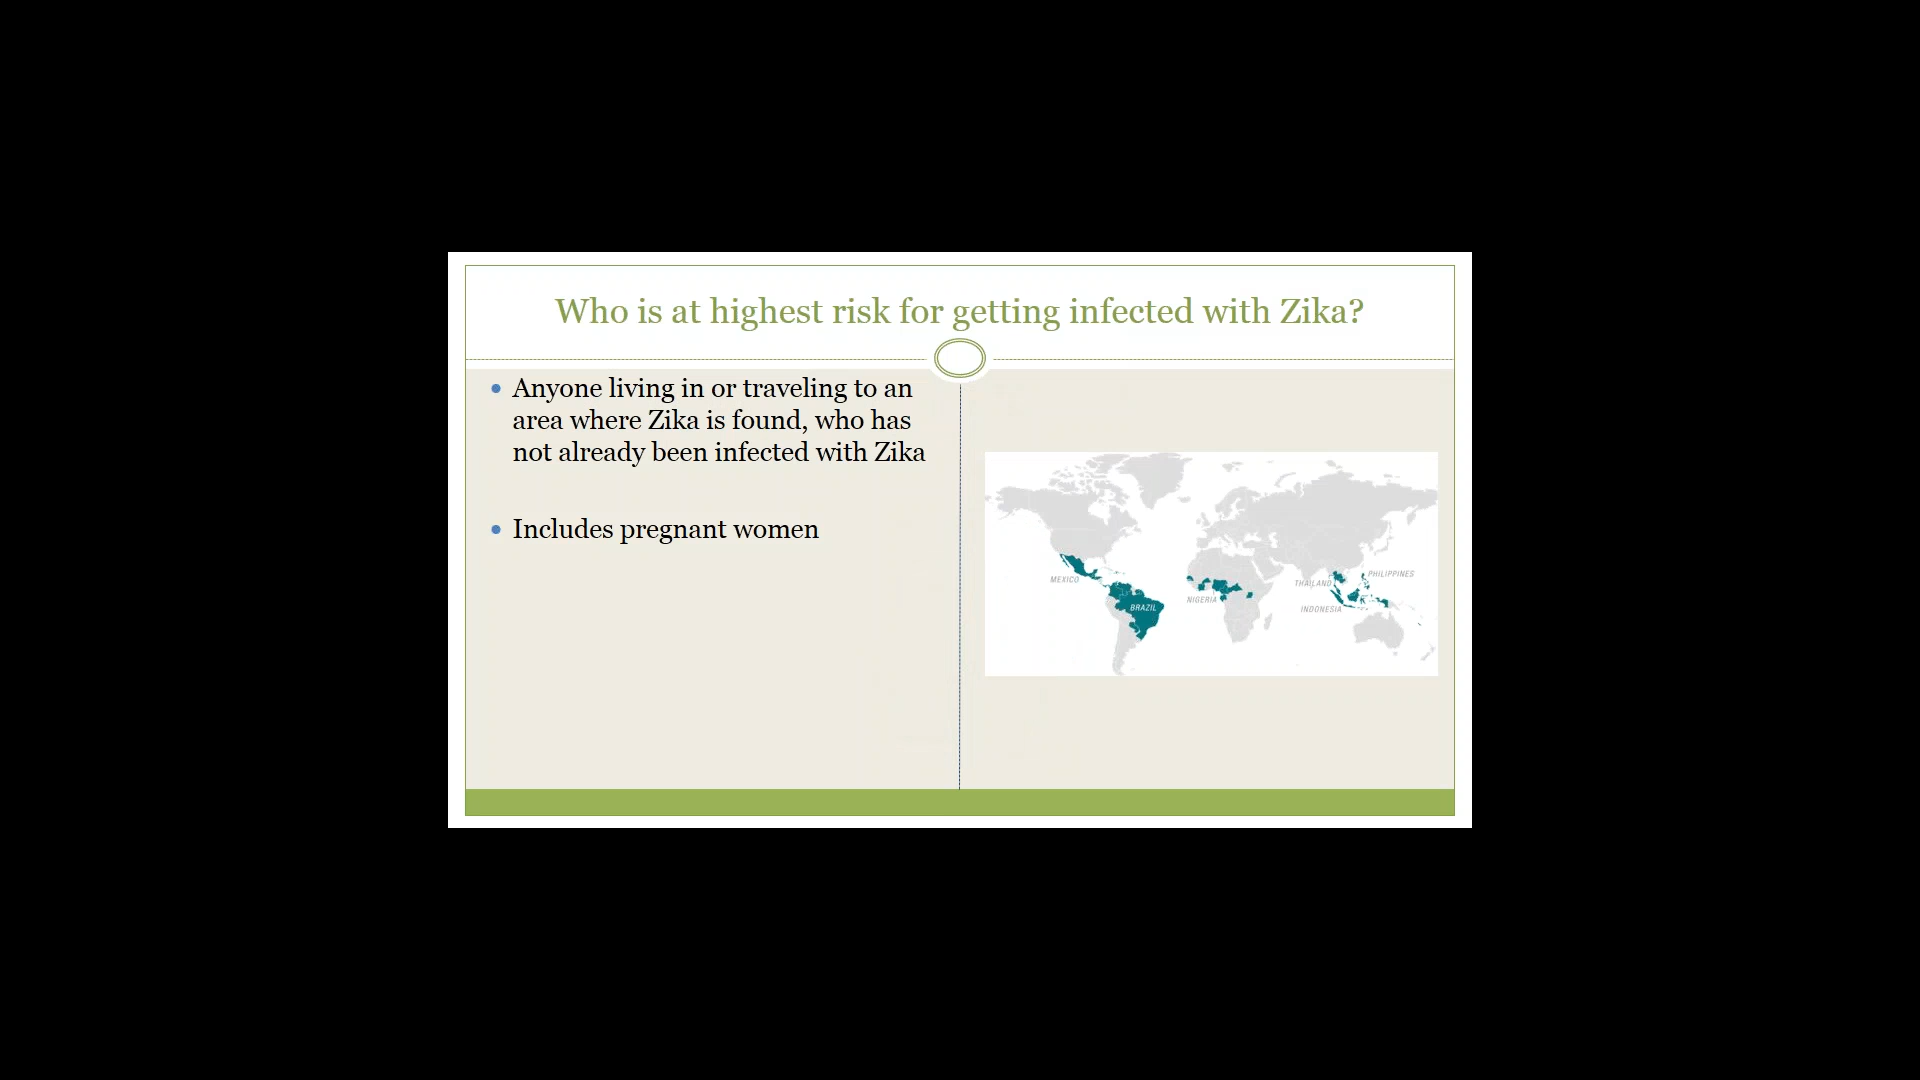 Who is at highest risk for getting infected with Zika?
• Anyone living in or traveling to an
area where Zika is found, who has
not already been infected with Zika
• Includes pregnant women
MEXICO
BRAZIL
NIGERIA
THAILAND
PHILIPPINES
INDONESIA